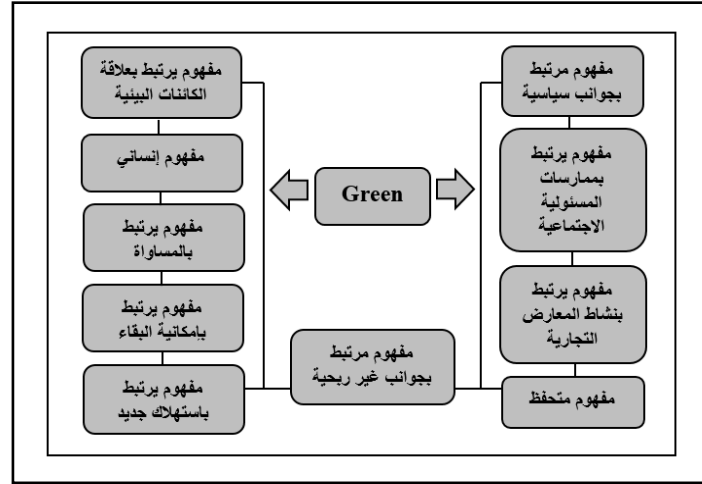 مفهوم مرتبط
بجوانب سياسية
مفهوم يرتبط
بممارسات
المسئولية
الاجتماعية
مفهوم يرتبط
بنشاط المعارض
التجارية
مفهوم متحفظ
Green
مفهوم مرتبط
بجوانب غير ربحية
مفهوم يرتبط بعلاقة
الكائنات البيئية
مفهوم إنساني
مفهوم يرتبط
بالمساواة
مفهوم يرتبط
بإمكانية البقاء
مفهوم يرتبط
باستهلاك جديد